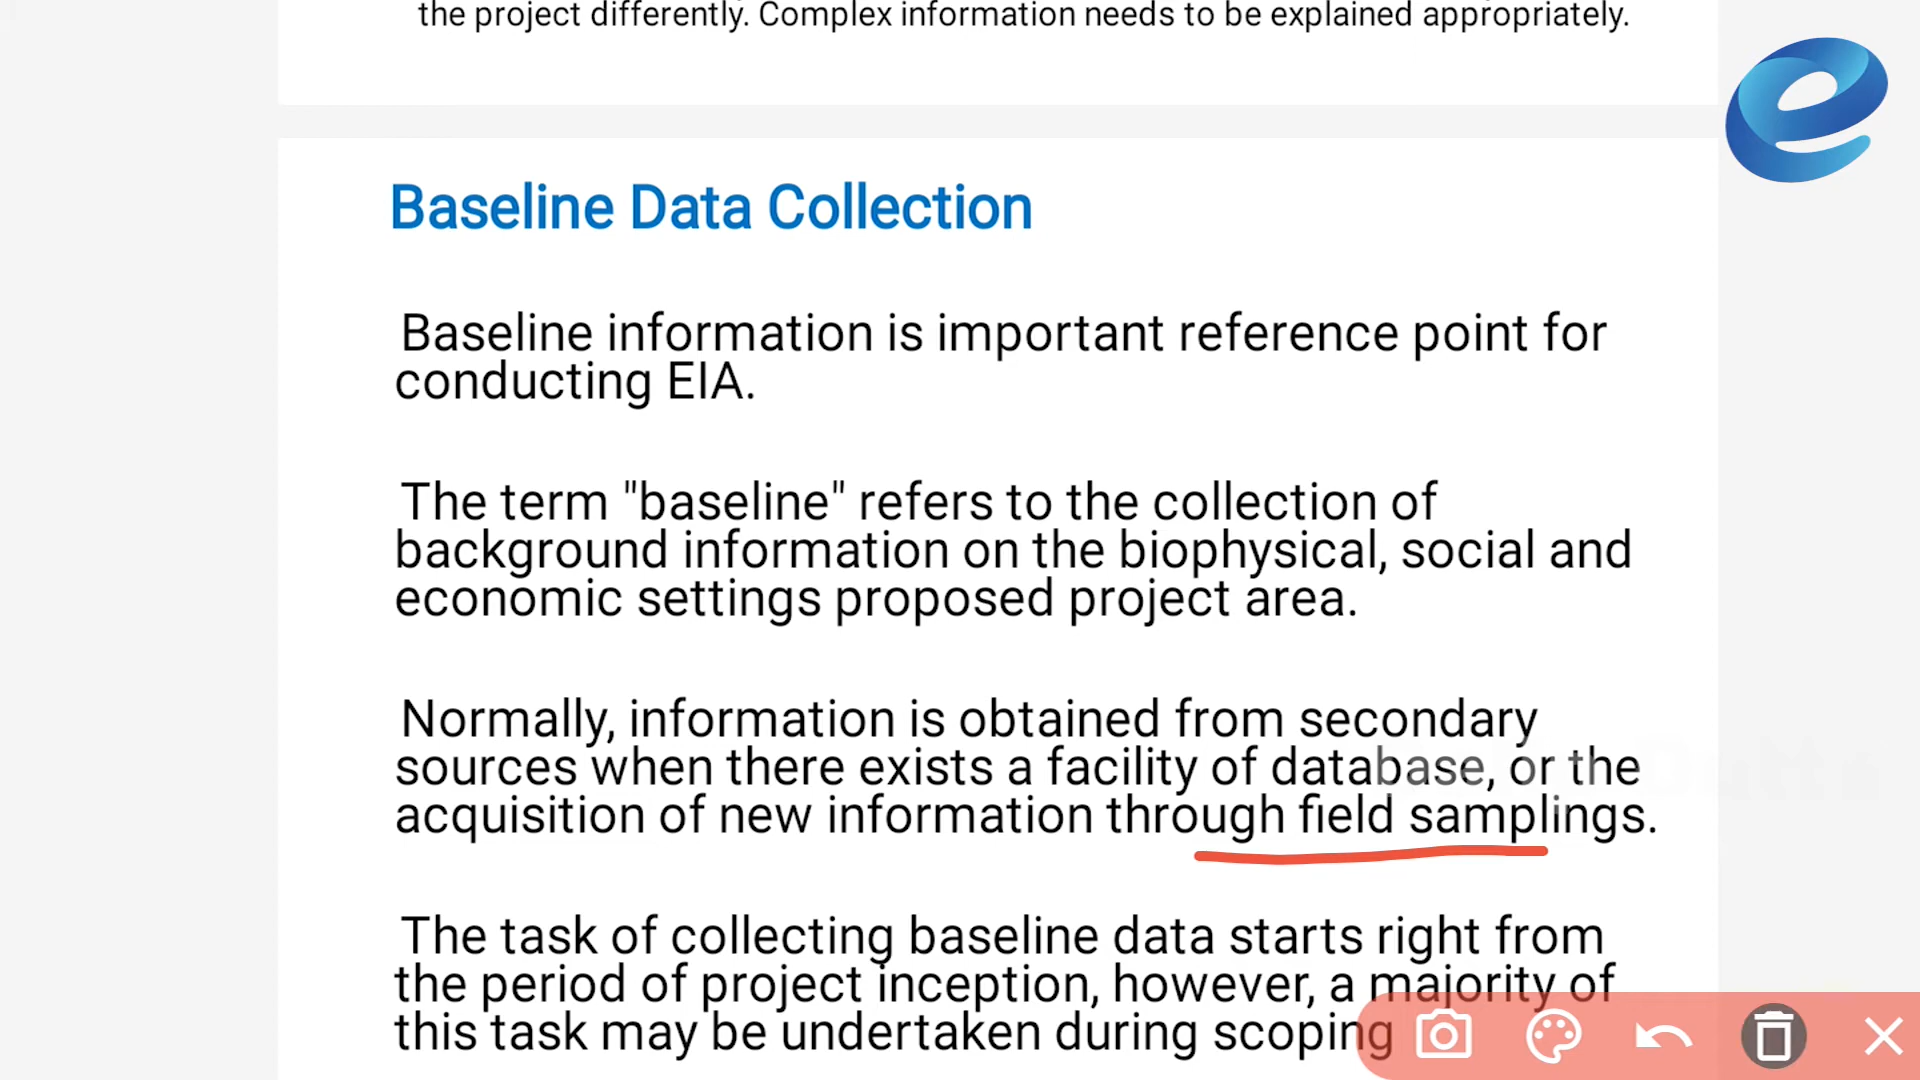 the project differently. Complex information needs to be explained appropriately.
Baseline Data Collection
Baseline information is important reference point for
conducting EIA.
The term "baseline" refers to the collection of
background information on the biophysical, social and
economic settings proposed project area.
Normally, information is obtained from secondary
sources when there exists a facility of database, or the
acquisition of new information through field samplings.
The task of collecting baseline data starts right from
the period of project inception, however, a majority of
this task may be undertaken during scoping